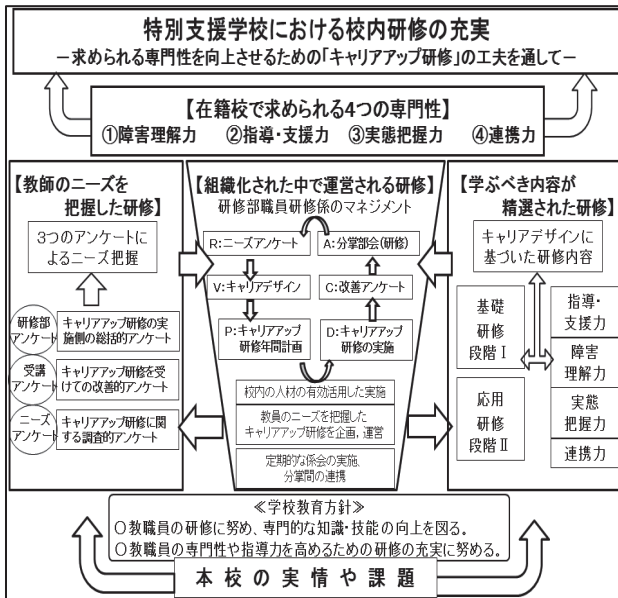 特別支援学校における校内研修の充実
－求められる専門性を向上させるための「キャリアアップ研修」の工夫を通して－
【在籍校で求められる4つの専門性】
①障害理解力 ②指導・支援力 ③実態把握力 ④連携力
【教師のニーズを
把握した研修】
3つのアンケートに
よるニーズ把握
研修部
アンケート
キャリアアップ研修の実
施側の総括的アンケート
受講
アンケート
キャリアアップ研修を受
けての改善的アンケート
ニーズ
アンケート
キャリアアップ研修に関
する調査的アンケート
【組織化された中で運営される研修】
研修部職員研修係のマネジメント
R:ニーズアンケート
A:分掌部会(研修)
V:キャリアデザイン
C:改善アンケート
P:キャリアアップ
研修年間計画
D:キャリアアップ
研修の実施
校内の人材の有効活用した実施
教員のニーズを把握した
キャリアアップ研修を企画,運営
定期的な係会の実施、
分掌間の連携
【学ぶべき内容が
精選された研修】
キャリアデザインに
基づいた研修内容
基礎
研修
段階Ⅰ
応用
研修
段階Ⅱ
指導・
支援力
障害
理解力
実態
把握力
連携力
≪学校教育方針≫
○教職員の研修に努め、専門的な知識・技能の向上を図る。
○教職員の専門性や指導力を高めるための研修の充実に努める。
本校の実情や課題